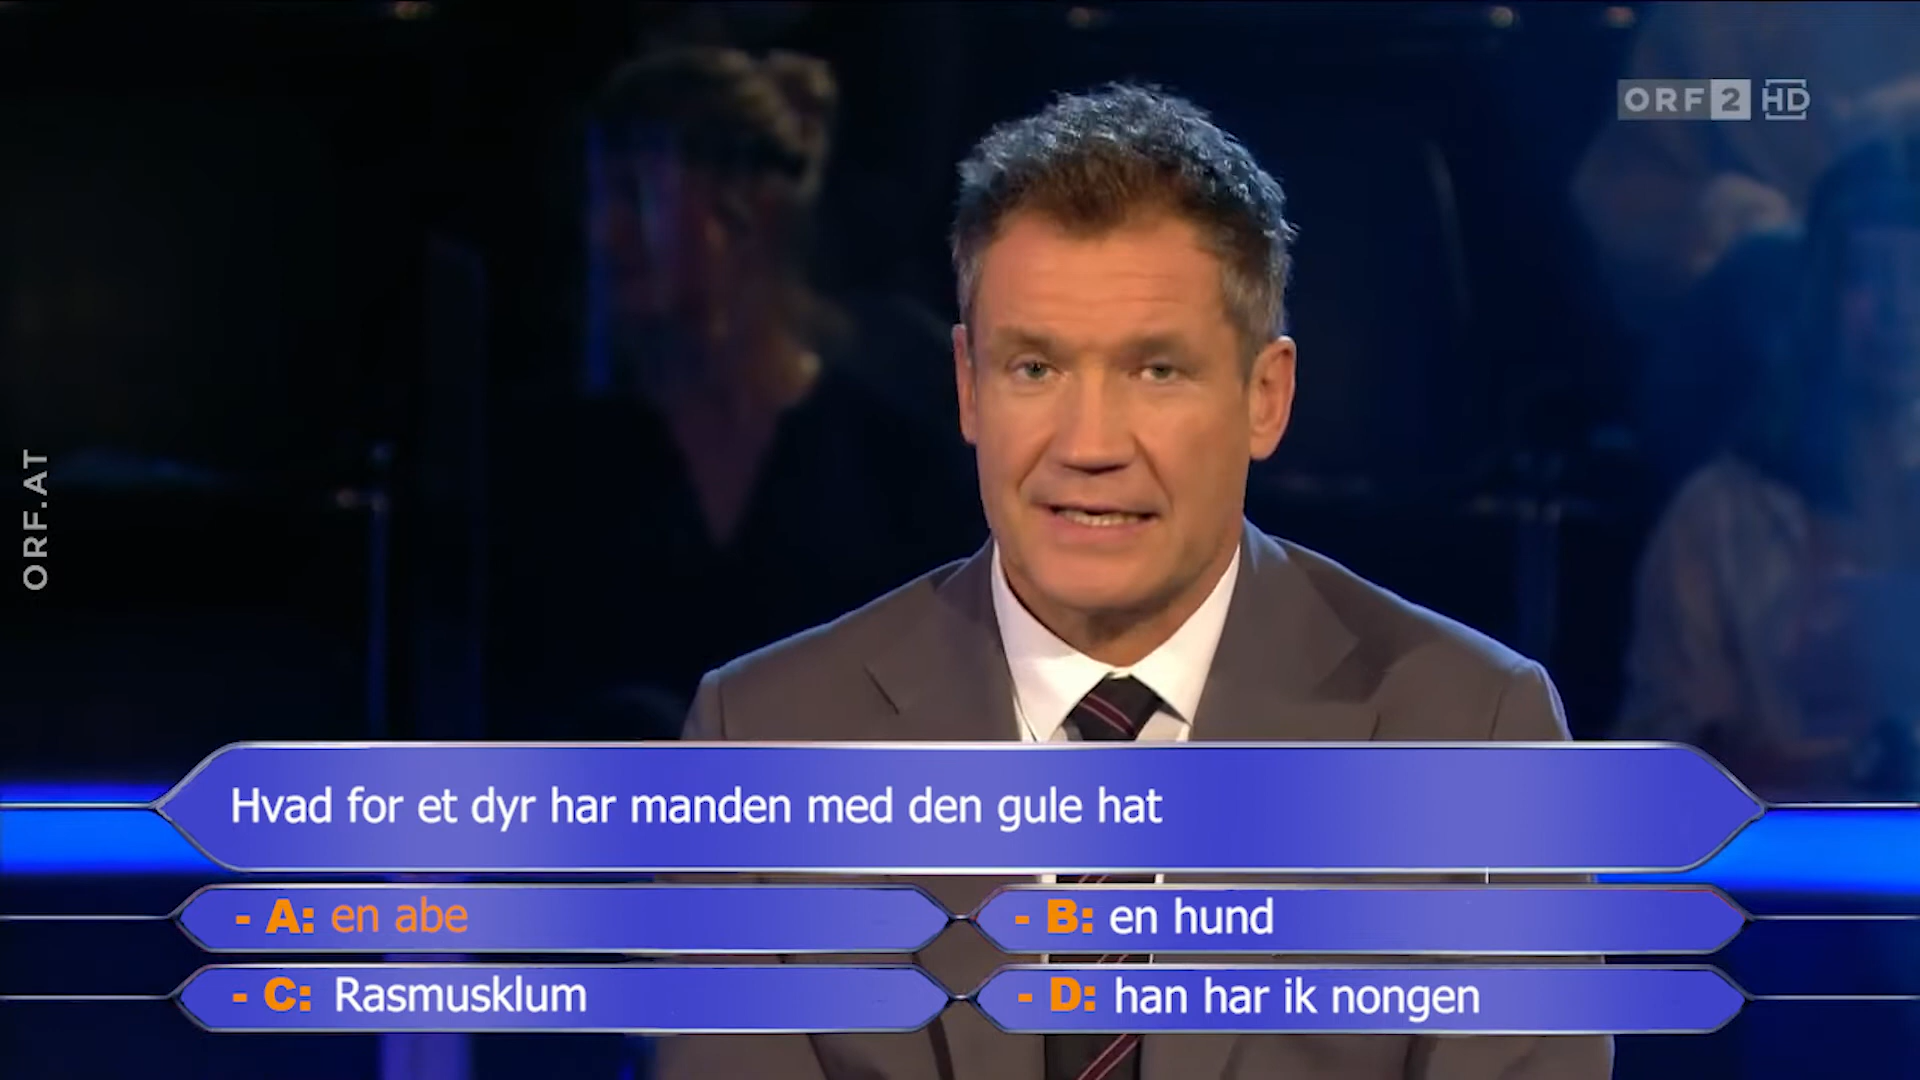 ORF 2 HD
ORF.AT
Hvad for et dyr har manden med den gule hat
- A: en abe
- B: en hund
- C: Rasmusklum
- D: han har ik nongen